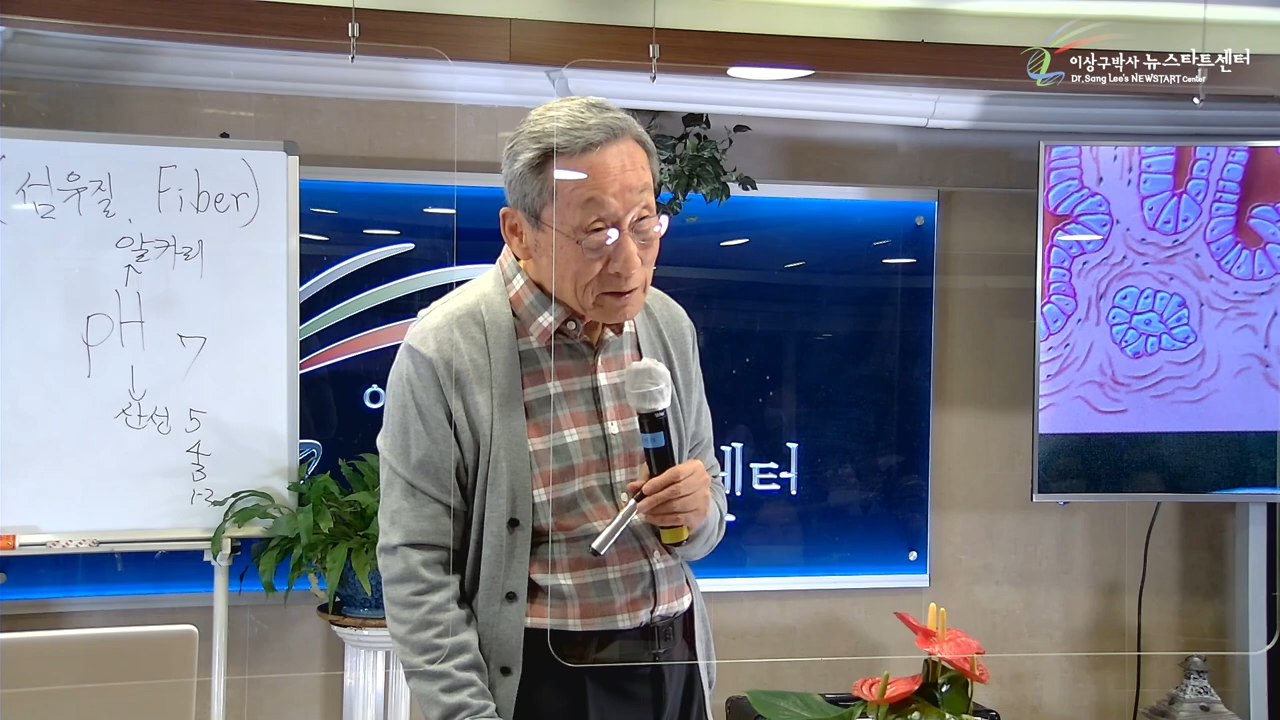 이상구박사 뉴스타트센터
Dr. Sang Lee's NEWSTART Center
(섬우질, Fiber)
알카리
↑
pH 7
↓
산성 5
4
3
1-2
센터